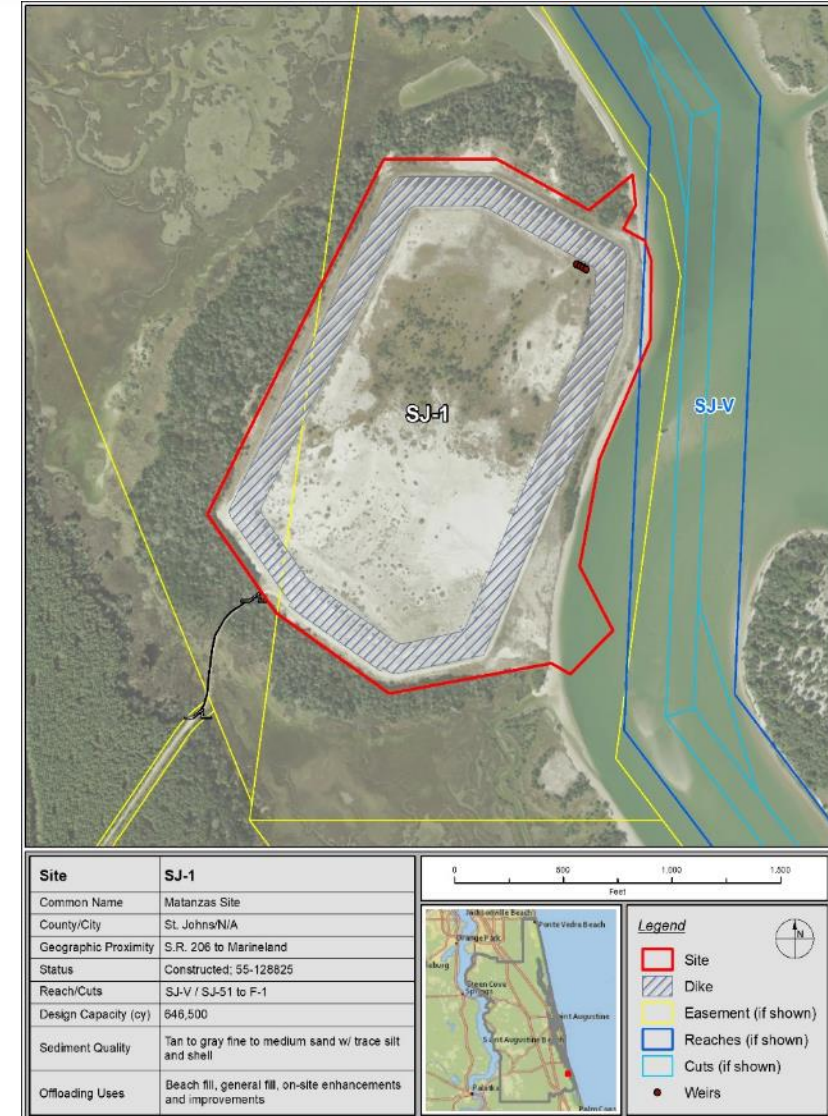 SJ-1
SJ-V
Site SJ-1
Common Name Matanzas Site
County/City St. Johns/N/A
Geographic Proximity S.R. 206 to Marineland
Status Constructed; 55-128825
Reach/Cuts SJ-V / SJ-51 to F-1
Design Capacity (cy) 646,500
Sediment Quality Tan to gray fine to medium sand w/ trace silt
and shell
Offloading Uses Beach fill, general fill, on-site enhancements
and improvements
0 500 1,000 1,500
Feet
Jacksonville Beach
Ponte Vedra Beach
Orange Park
Green Cove
Springs
Augustine
Augustine
Palatka
Palm Coas
Legend
N
Site
Dike
Easement (if shown)
Reaches (if shown)
Cuts (if shown)
Weirs